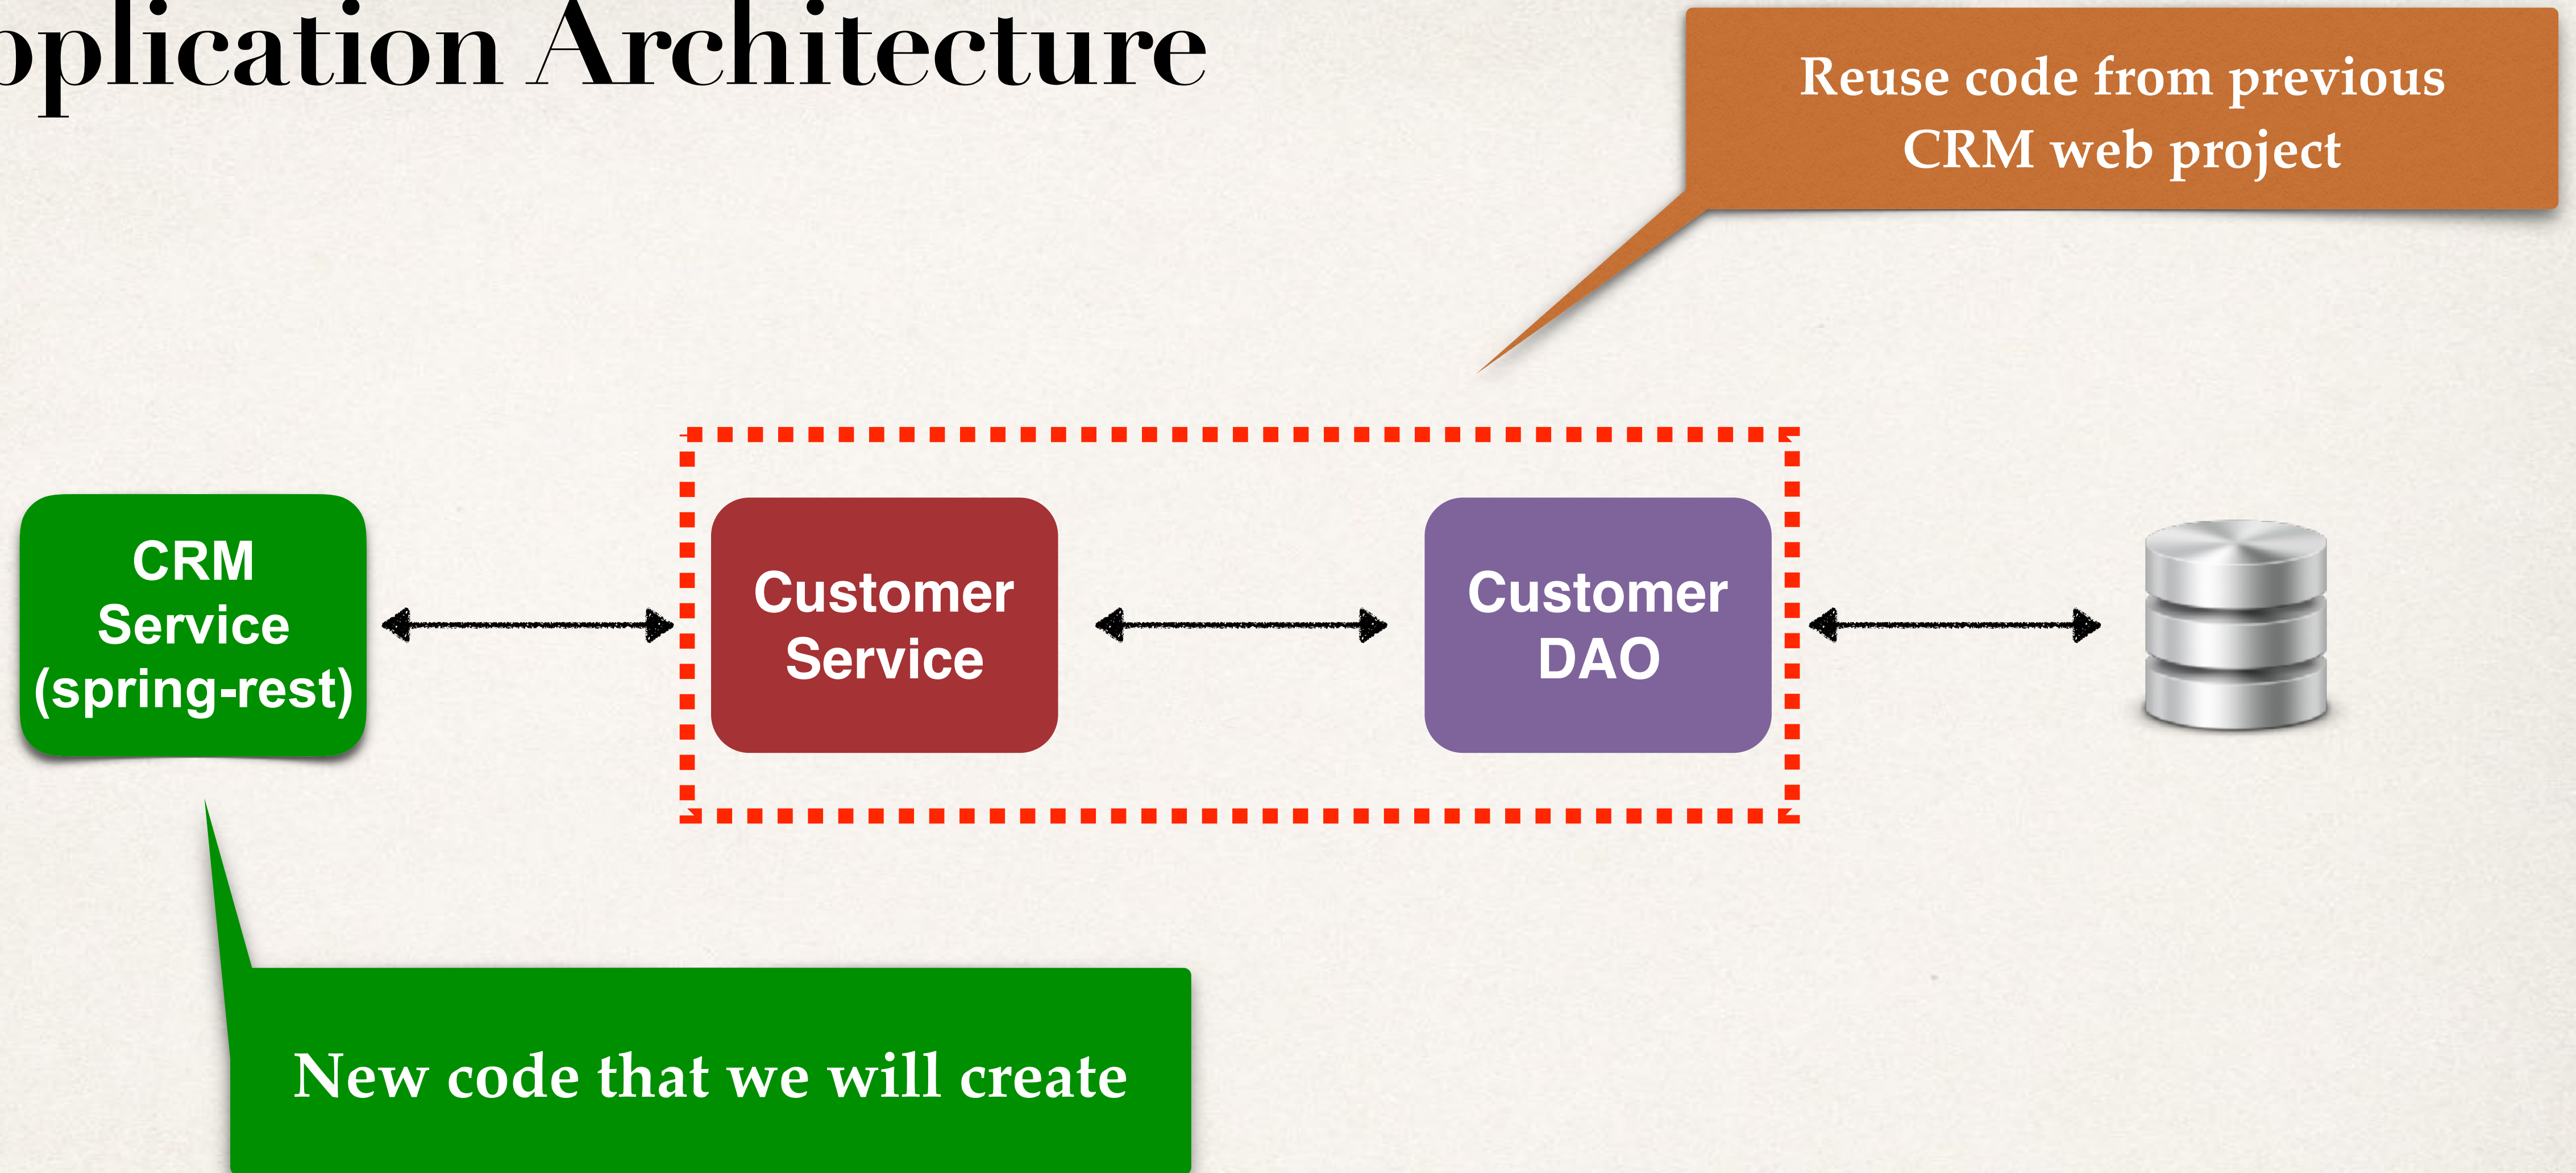 pplication Architecture
Reuse code from previous
CRM web project
CRM
Service
(spring-rest)
Customer
Service
Customer
DAO
New code that we will create